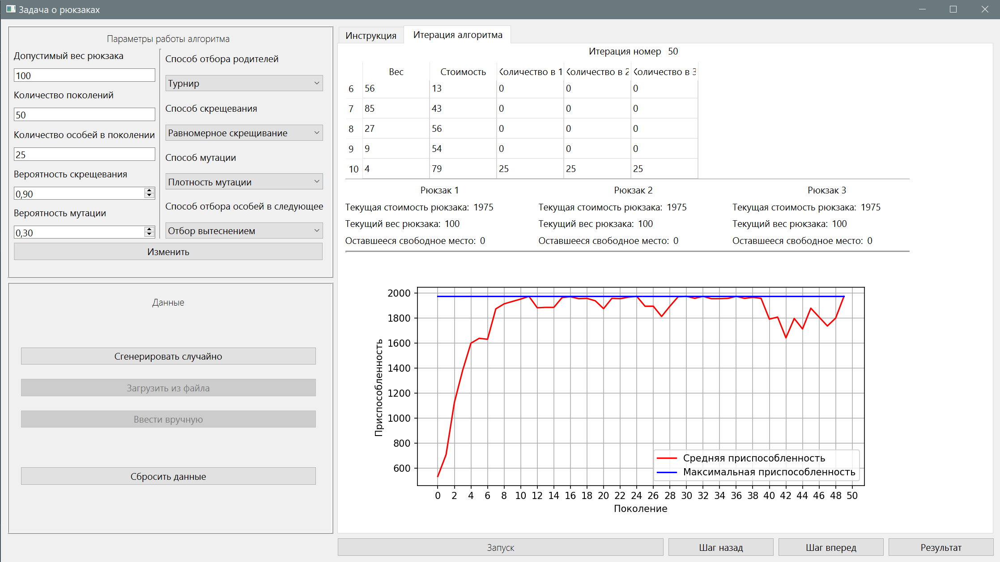 Задача о рюкзаках
Параметры работы алгоритма
Допустимый вес рюкзака
100
Количество поколений
50
Количество особей в поколении
25
Вероятность скрещевания
0,90
Вероятность мутации
0,30
Способ отбора родителей
Турнир
Способ скрещевания
Равномерное скрещивание
Способ мутации
Плотность мутации
Способ отбора особей в следующее
Отбор вытеснением
Изменить
Данные
Сгенерировать случайно
Загрузить из файла
Ввести вручную
Сбросить данные
Инструкция Итерация алгоритма
Итерация номер 50
Вес Стоимость Количество в 1 Количество в 2 Количество в 3
6 56 13 0 0 0
7 85 43 0 0 0
8 27 56 0 0 0
9 9 54 0 0 0
10 4 79 25 25 25
Рюкзак 1 Рюкзак 2 Рюкзак 3
Текущая стоимость рюкзака: 1975 Текущая стоимость рюкзака: 1975 Текущая стоимость рюкзака: 1975
Текущий вес рюкзака: 100 Текущий вес рюкзака: 100 Текущий вес рюкзака: 100
Оставшееся свободное место: 0 Оставшееся свободное место: 0 Оставшееся свободное место: 0
2000
1800
1600
1400
1200
1000
800
600
Приспособленность
Средняя приспособленность
Максимальная приспособленность
0 2 4 6 8 10 12 14 16 18 20 22 24 26 28 30 32 34 36 38 40 42 44 46 48 50
Поколение
Запуск Шаг назад Шаг вперед Результат